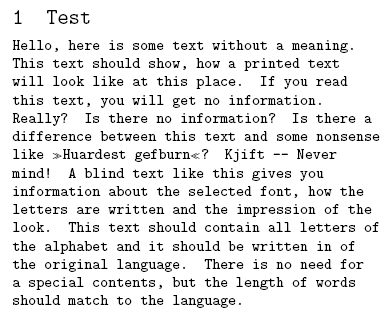 1 Test
Hello, here is some text without a meaning.
This text should show, how a printed text
will look like at this place. If you read
this text, you will get no information.
Really? Is there no information? Is there a
difference between this text and some nonsense
like »Huardest gefburn«? Kjift -- Never
mind! A blind text like this gives you
information about the selected font, how the
letters are written and the impression of the
look. This text should contain all letters of
the alphabet and it should be written in of
the original language. There is no need for
a special contents, but the length of words
should match to the language.